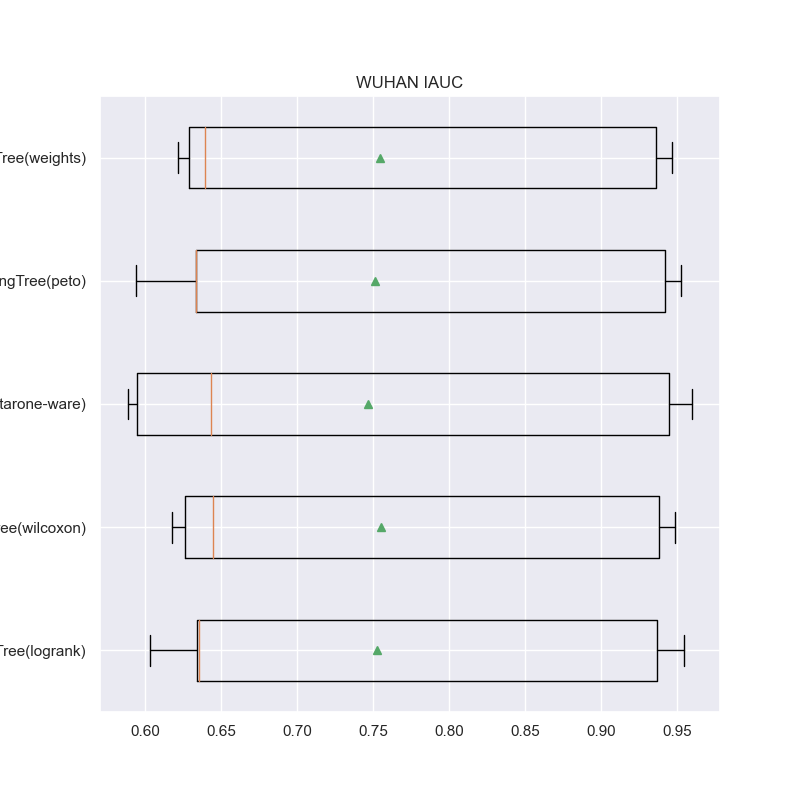 WUHAN IAUC
Tree(weights)
ngTree(peto)
tarone-ware)
ree(wilcoxon)
Tree(logrank)
0.60 0.65 0.70 0.75 0.80 0.85 0.90 0.95